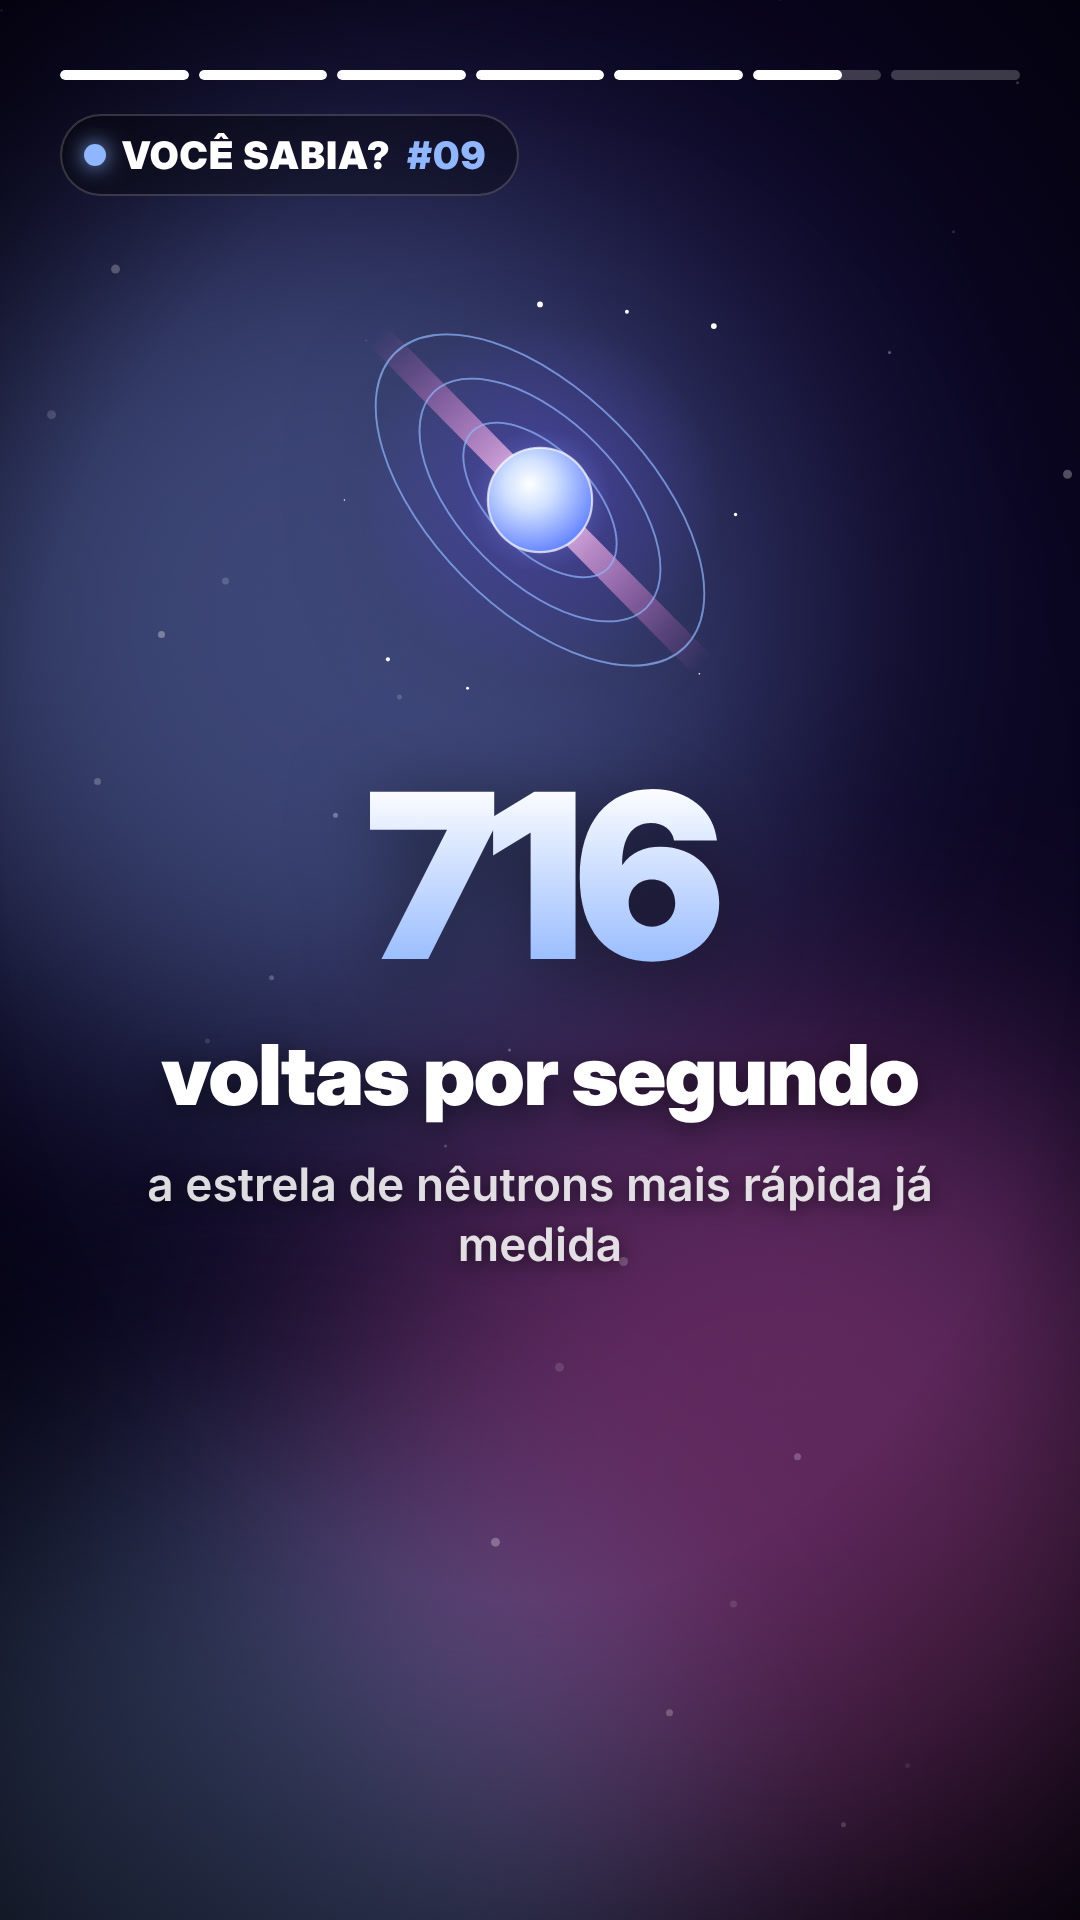 VOCÊ SABIA? #09
716
voltas por segundo
a estrela de nêutrons mais rápida já
medida